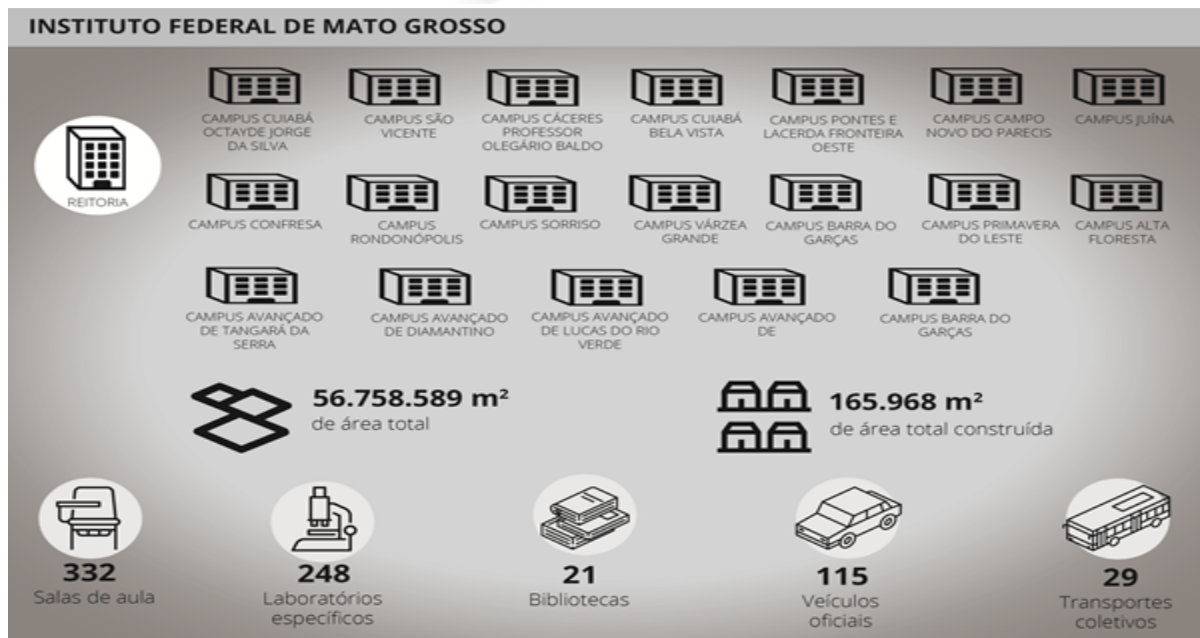 INSTITUTO FEDERAL DE MATO GROSSO
REITORIA
CAMPUS CUIABÁ
OCTAYDE JORGE
DA SILVA
CAMPUS SÃO
VICENTE
CAMPUS CÁCERES
PROFESSOR
OLEGÁRIO BALDO
CAMPUS CUIABÁ
BELA VISTA
CAMPUS PONTES E
LACERDA FRONTEIRA
OESTE
CAMPUS CAMPO
NOVO DO PARECIS
CAMPUS JUÍNA
CAMPUS CONFRESA
CAMPUS
RONDONÓPOLIS
CAMPUS SORRISO
CAMPUS VÁRZEA
GRANDE
CAMPUS BARRA DO
GARÇAS
CAMPUS PRIMAVERA
DO LESTE
CAMPUS ALTA
FLORESTA
CAMPUS AVANÇADO
DE TANGARÁ DA
SERRA
CAMPUS AVANÇADO
DE DIAMANTINO
CAMPUS AVANÇADO
DE LUCAS DO RIO
VERDE
CAMPUS AVANÇADO
DE
CAMPUS BARRA DO
GARÇAS
56.758.589 m²
de área total
165.968 m²
de área total construída
332
Salas de aula
248
Laboratórios
específicos
21
Bibliotecas
115
Veículos
oficiais
29
Transportes
coletivos